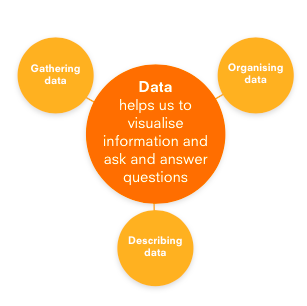 Gathering
data
Organising
data
Data
helps us to
visualise
information and
ask and answer
questions
Describing
data